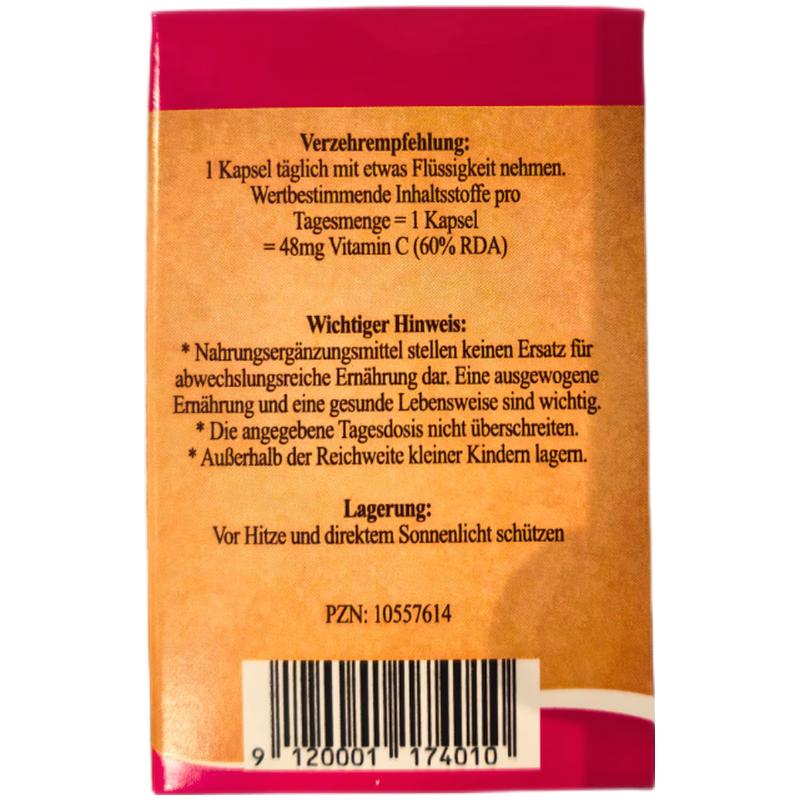 Verzehrempfehlung:
1 Kapsel täglich mit etwas Flüssigkeit nehmen.
Wertbestimmende Inhaltsstoffe pro
Tagesmenge = 1 Kapsel
= 48mg Vitamin C (60% RDA)
Wichtiger Hinweis:
* Nahrungsergänzungsmittel stellen keinen Ersatz für
abwechslungsreiche Ernährung dar. Eine ausgewogene
Ernährung und eine gesunde Lebensweise sind wichtig.
* Die angegebene Tagesdosis nicht überschreiten.
* Außerhalb der Reichweite kleiner Kindern lagern.
Lagerung:
Vor Hitze und direktem Sonnenlicht schützen
PZN: 10557614
9 120001 174010